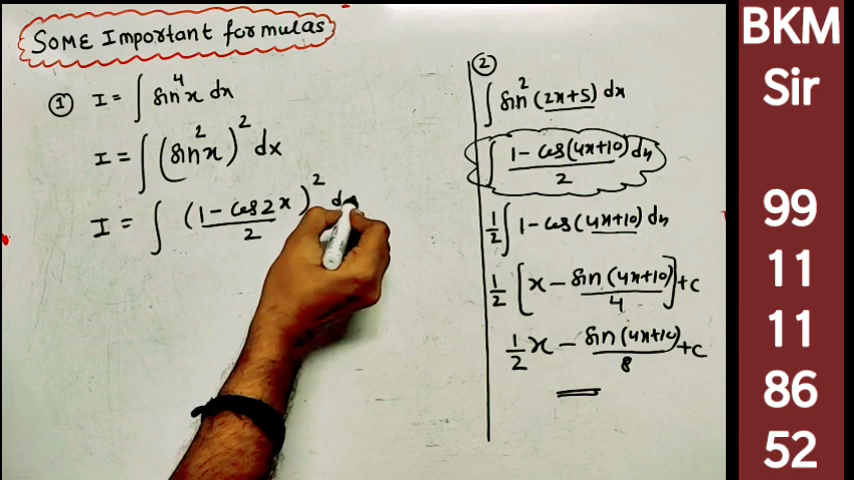 SOME Important formulas
① I = ∫ sin⁴x dx
I = ∫ (sin²x)² dx
I = ∫ (1 - cos2x / 2)² d
②
∫ sin² (2x+5) dx
∫ 1 - cos(4x+10) / 2 dx
1/2 ∫ 1 - cos (4x+10) dx
1/2 [x - sin (4x+10) / 4] + c
1/2 x - sin (4x+10) / 8 + c
BKM
Sir
99
11
11
86
52